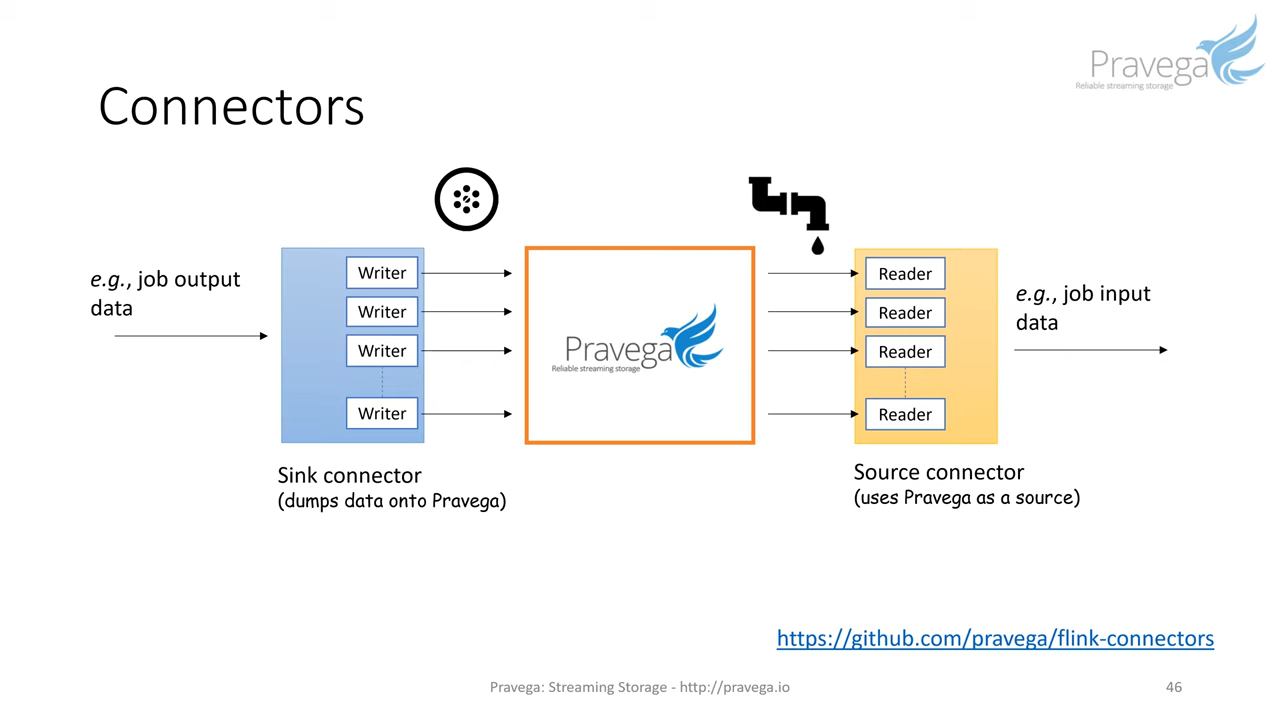 Pravega
Reliable streaming storage
Connectors
e.g., job output
data
Writer
Writer
Writer
Writer
Sink connector
(dumps data onto Pravega)
Pravega
Reliable streaming storage
Reader
Reader
Reader
Reader
Source connector
(uses Pravega as a source)
e.g., job input
data
https://github.com/pravega/flink-connectors
Pravega: Streaming Storage - http://pravega.io
46